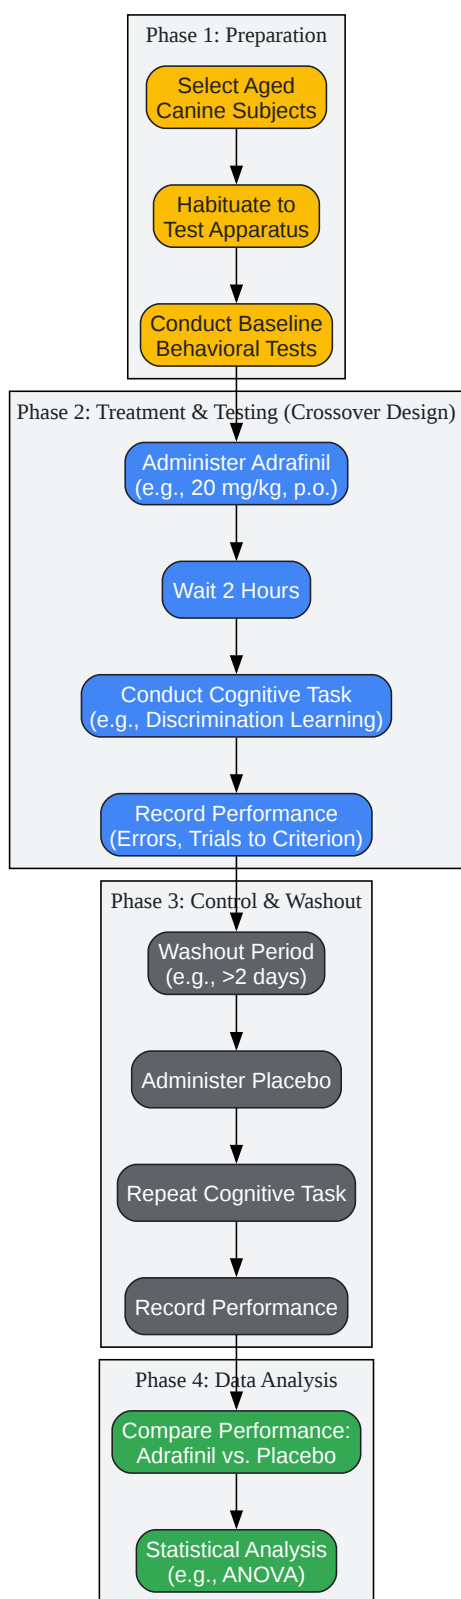 Phase 1: Preparation
Select Aged
Canine Subjects
Habituate to
Test Apparatus
Conduct Baseline
Behavioral Tests
Phase 2: Treatment & Testing (Crossover Design)
Administer Adrafinil
(e.g., 20 mg/kg, p.o.)
Wait 2 Hours
Conduct Cognitive Task
(e.g., Discrimination Learning)
Record Performance
(Errors, Trials to Criterion)
Phase 3: Control & Washout
Washout Period
(e.g., >2 days)
Administer Placebo
Repeat Cognitive Task
Record Performance
Phase 4: Data Analysis
Compare Performance:
Adrafinil vs. Placebo
Statistical Analysis
(e.g., ANOVA)